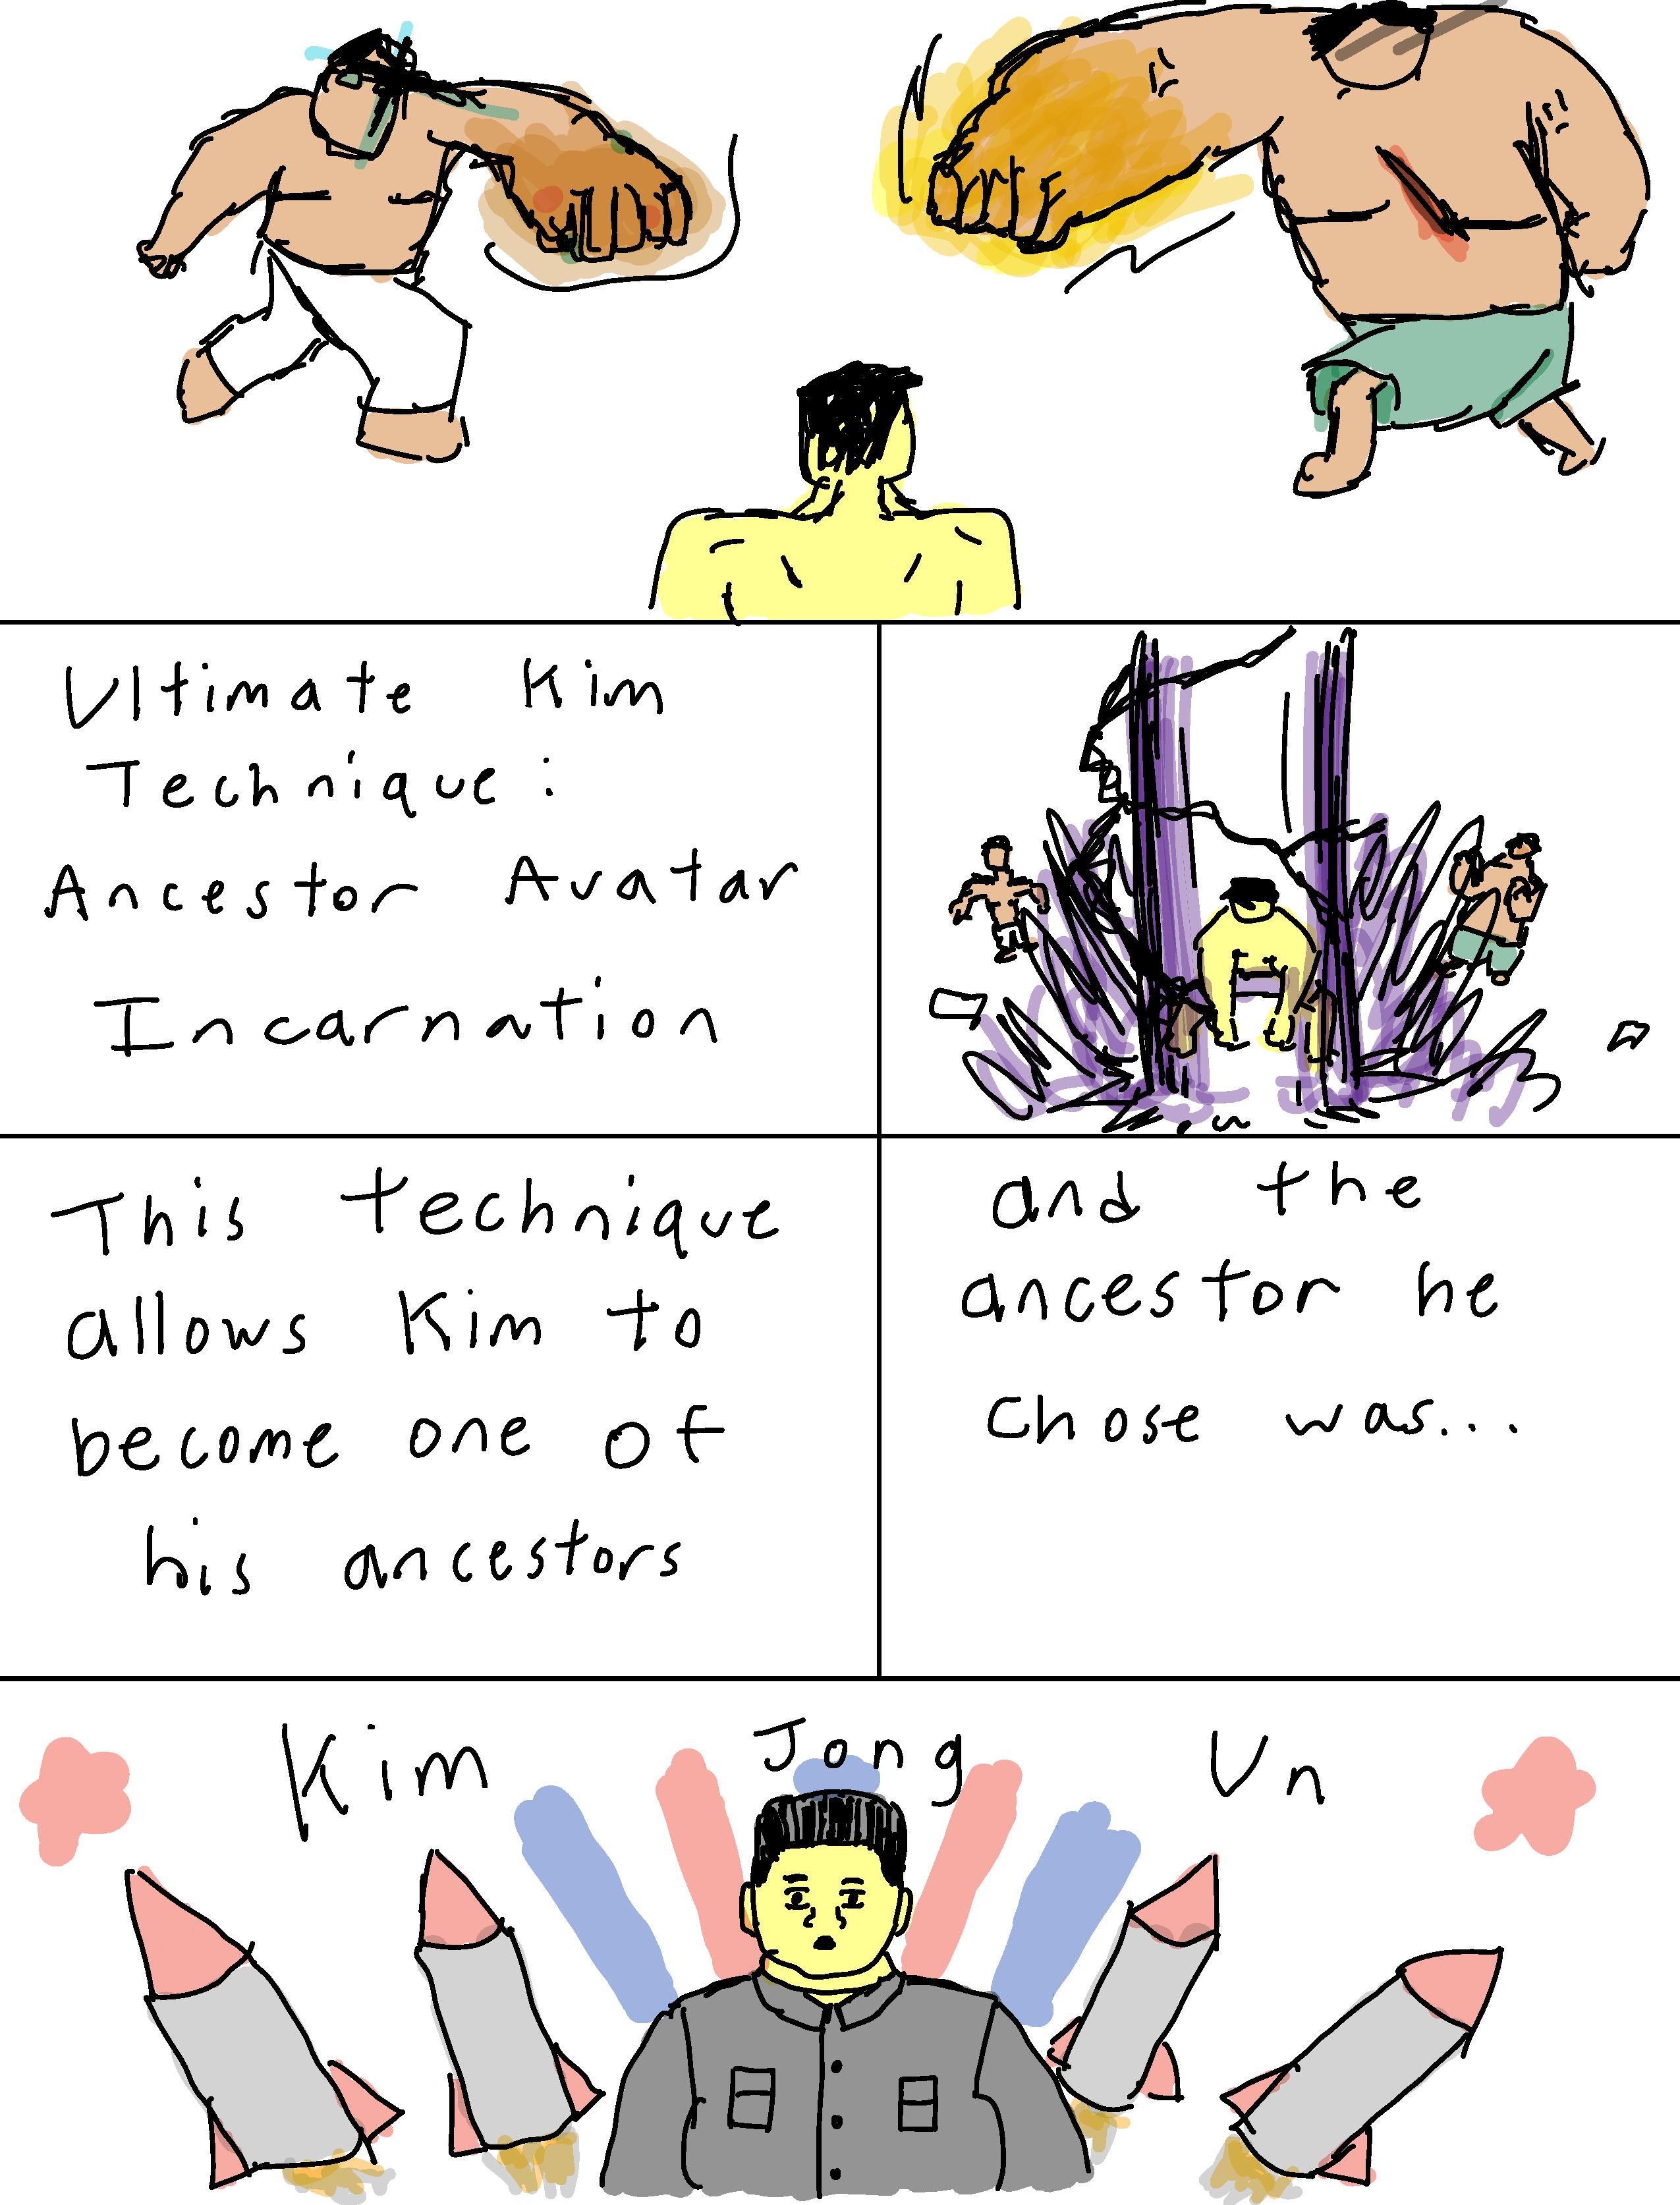 Ultimate Kim
Technique:
Ancestor Avatar
Incarnation
This technique
allows Kim to
become one of
his ancestors
and the
ancestor he
chose was...
Kim Jong Un